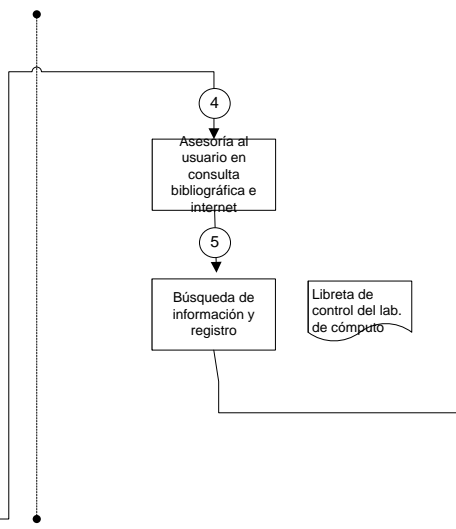 4
Asesoría al
usuario en
consulta
bibliográfica e
internet
5
Búsqueda de
información y
registro
Libreta de
control del lab.
de cómputo